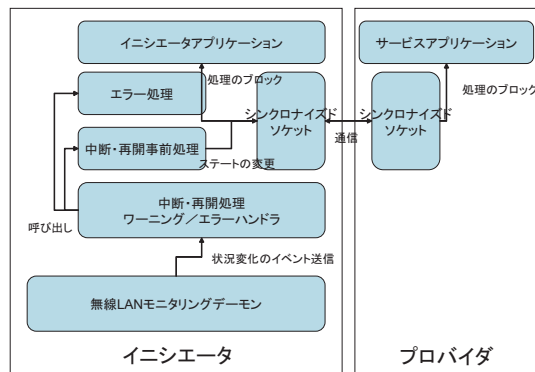 イニシエータアプリケーション
サービスアプリケーション
処理のブロック
処理のブロック
エラー処理
シンクロナイズド
ソケット
シンクロナイズド
ソケット
通信
中断・再開事前処理
ステートの変更
中断・再開処理
ワーニング／エラーハンドラ
呼び出し
状況変化のイベント送信
無線LANモニタリングデーモン
イニシエータ
プロバイダ